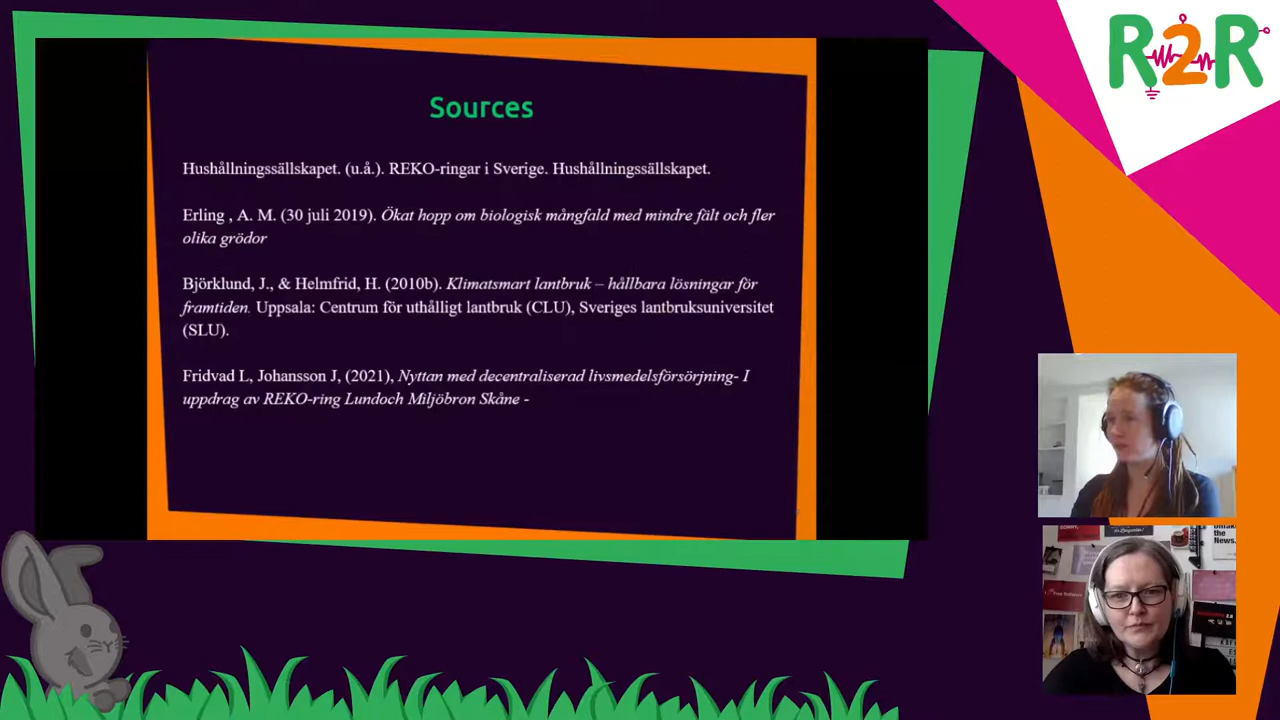 R2R
Sources
Hushållningssällskapet. (u.å.). REKO-ringar i Sverige. Hushållningssällskapet.
Erling , A. M. (30 juli 2019). Ökat hopp om biologisk mångfald med mindre fält och fler
olika grödor
Björklund, J., & Helmfrid, H. (2010b). Klimatsmart lantbruk – hållbara lösningar för
framtiden. Uppsala: Centrum för uthålligt lantbruk (CLU), Sveriges lantbruksuniversitet
(SLU).
Fridvad L, Johansson J, (2021), Nyttan med decentraliserad livsmedelsförsörjning- I
uppdrag av REKO-ring Lundoch Miljöbron Skåne -
the
News.